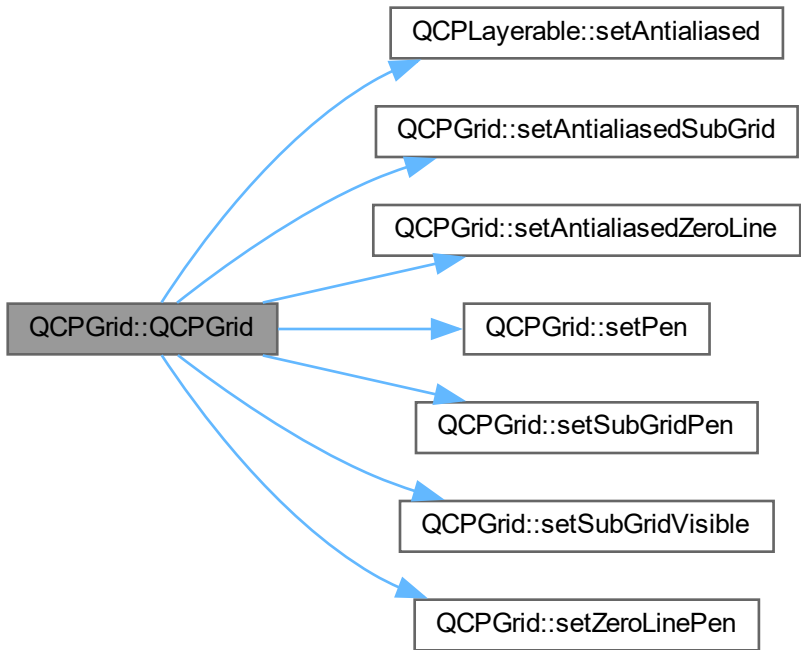 QCPLayerable::setAntialiased
QCPGrid::setAntialiasedSubGrid
QCPGrid::setAntialiasedZeroLine
QCPGrid::QCPGrid
QCPGrid::setPen
QCPGrid::setSubGridPen
QCPGrid::setSubGridVisible
QCPGrid::setZeroLinePen